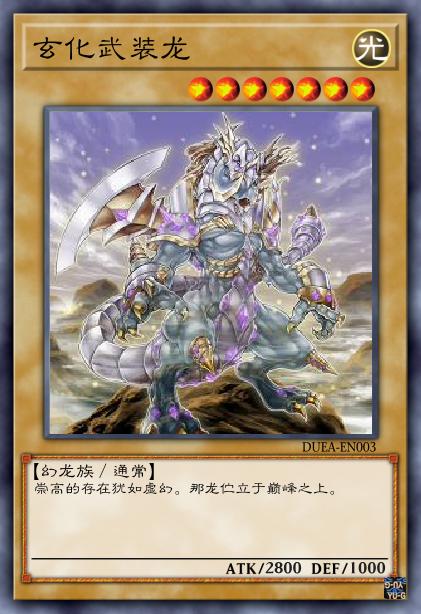 玄化武装龙
光
DUEA-EN003
【幻龙族 / 通常】
崇高的存在犹如虚幻。那龙伫立于巅峰之上。
ATK/2800 DEF/1000